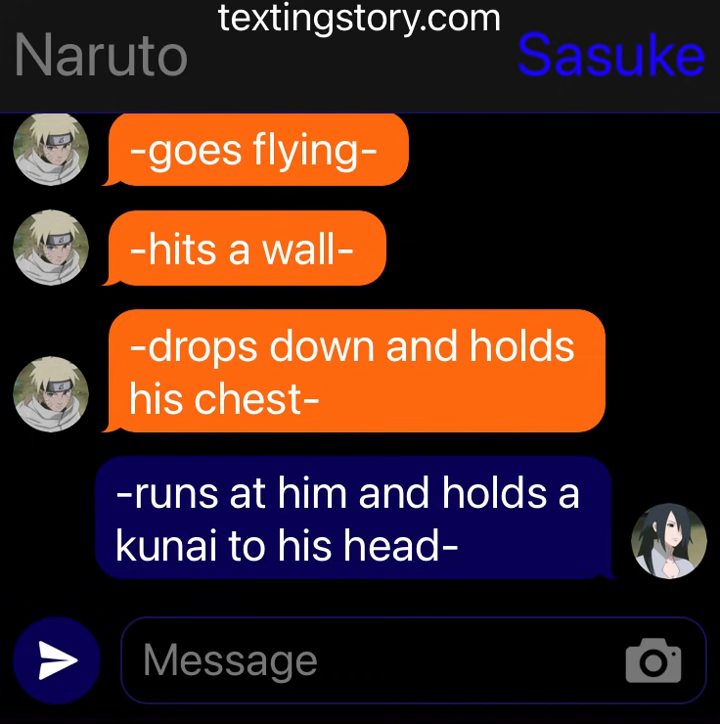 textingstory.com
Naruto
Sasuke
-goes flying-
-hits a wall-
-drops down and holds
his chest-
-runs at him and holds a
kunai to his head-
Message